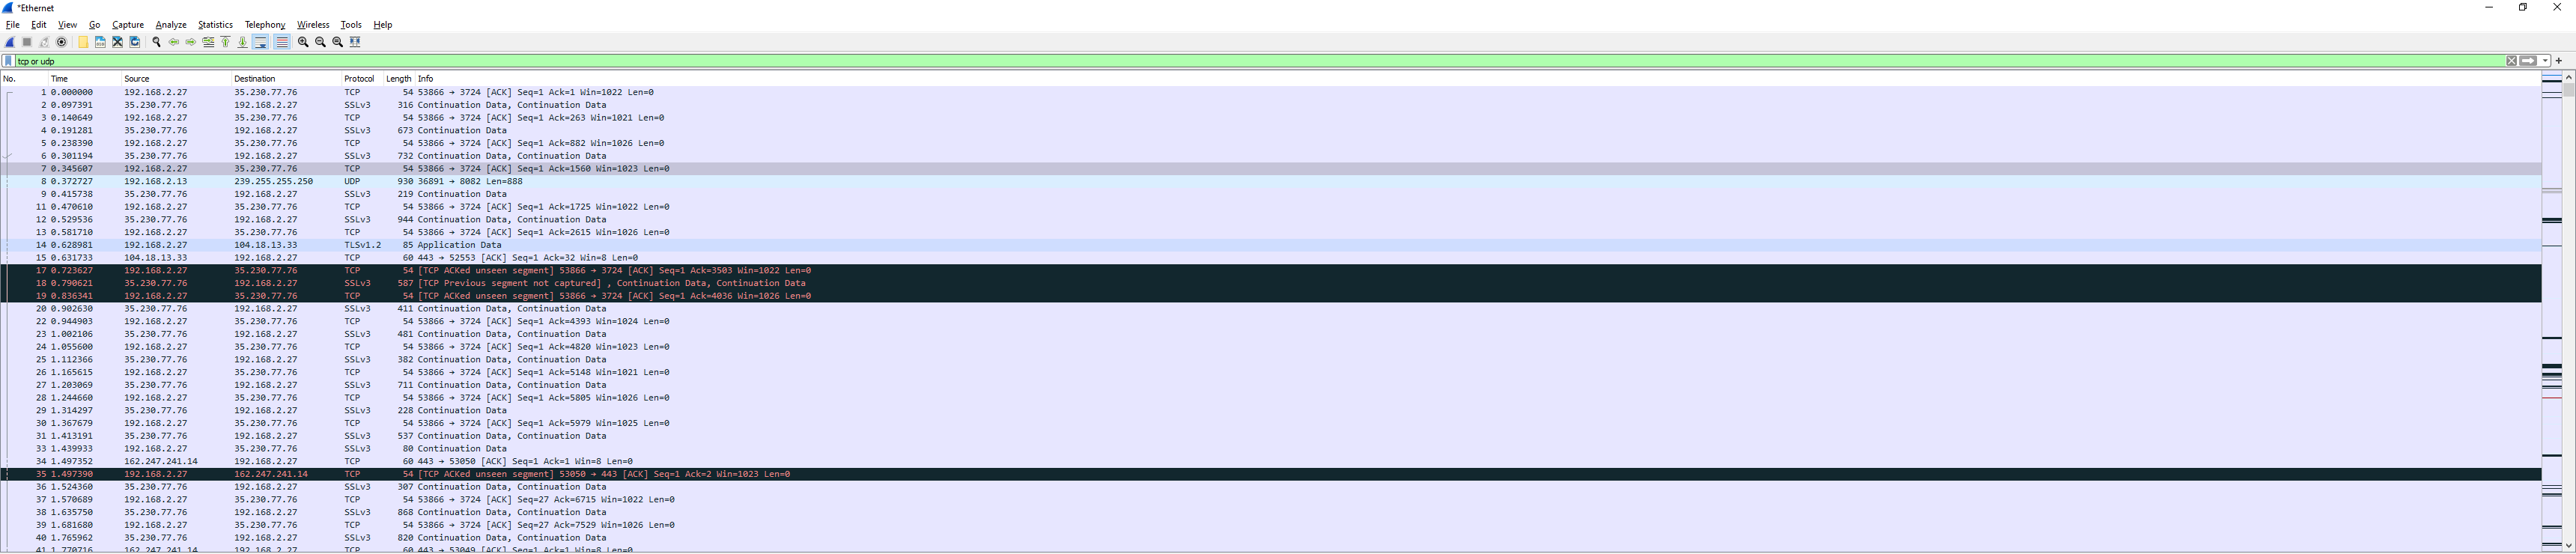 *Ethernet
File Edit View Go Capture Analyze Statistics Telephony Wireless Tools Help
tcp or udp
No. Time Source Destination Protocol Length Info
1 0.000000 192.168.2.27 35.230.77.76 TCP 54 53866 → 3724 [ACK] Seq=1 Ack=1 Win=1022 Len=0
2 0.097391 35.230.77.76 192.168.2.27 SSLv3 316 Continuation Data, Continuation Data
3 0.140649 192.168.2.27 35.230.77.76 TCP 54 53866 → 3724 [ACK] Seq=1 Ack=263 Win=1021 Len=0
4 0.191281 35.230.77.76 192.168.2.27 SSLv3 673 Continuation Data
5 0.238390 192.168.2.27 35.230.77.76 TCP 54 53866 → 3724 [ACK] Seq=1 Ack=882 Win=1026 Len=0
6 0.301194 35.230.77.76 192.168.2.27 SSLv3 732 Continuation Data, Continuation Data
7 0.345607 192.168.2.27 35.230.77.76 TCP 54 53866 → 3724 [ACK] Seq=1 Ack=1560 Win=1023 Len=0
8 0.372727 192.168.2.13 239.255.255.250 UDP 930 36891 → 8082 Len=888
9 0.415738 35.230.77.76 192.168.2.27 SSLv3 219 Continuation Data
11 0.470610 192.168.2.27 35.230.77.76 TCP 54 53866 → 3724 [ACK] Seq=1 Ack=1725 Win=1022 Len=0
12 0.529536 35.230.77.76 192.168.2.27 SSLv3 944 Continuation Data, Continuation Data
13 0.581710 192.168.2.27 35.230.77.76 TCP 54 53866 → 3724 [ACK] Seq=1 Ack=2615 Win=1026 Len=0
14 0.628981 192.168.2.27 104.18.13.33 TLSv1.2 85 Application Data
15 0.631733 104.18.13.33 192.168.2.27 TCP 60 443 → 52553 [ACK] Seq=1 Ack=32 Win=8 Len=0
17 0.723627 192.168.2.27 35.230.77.76 TCP 54 [TCP ACKed unseen segment] 53866 → 3724 [ACK] Seq=1 Ack=3503 Win=1022 Len=0
18 0.790621 35.230.77.76 192.168.2.27 SSLv3 587 [TCP Previous segment not captured] , Continuation Data, Continuation Data
19 0.836341 192.168.2.27 35.230.77.76 TCP 54 [TCP ACKed unseen segment] 53866 → 3724 [ACK] Seq=1 Ack=4036 Win=1026 Len=0
20 0.902630 35.230.77.76 192.168.2.27 SSLv3 411 Continuation Data, Continuation Data
22 0.944903 192.168.2.27 35.230.77.76 TCP 54 53866 → 3724 [ACK] Seq=1 Ack=4393 Win=1024 Len=0
23 1.002106 35.230.77.76 192.168.2.27 SSLv3 481 Continuation Data, Continuation Data
24 1.055600 192.168.2.27 35.230.77.76 TCP 54 53866 → 3724 [ACK] Seq=1 Ack=4820 Win=1023 Len=0
25 1.112366 35.230.77.76 192.168.2.27 SSLv3 382 Continuation Data, Continuation Data
26 1.165615 192.168.2.27 35.230.77.76 TCP 54 53866 → 3724 [ACK] Seq=1 Ack=5148 Win=1021 Len=0
27 1.203069 35.230.77.76 192.168.2.27 SSLv3 711 Continuation Data, Continuation Data
28 1.244660 192.168.2.27 35.230.77.76 TCP 54 53866 → 3724 [ACK] Seq=1 Ack=5805 Win=1026 Len=0
29 1.314297 35.230.77.76 192.168.2.27 SSLv3 228 Continuation Data
30 1.367679 192.168.2.27 35.230.77.76 TCP 54 53866 → 3724 [ACK] Seq=1 Ack=5979 Win=1025 Len=0
31 1.413191 35.230.77.76 192.168.2.27 SSLv3 537 Continuation Data, Continuation Data
33 1.439933 35.230.77.76 192.168.2.27 SSLv3 80 Continuation Data
34 1.497352 162.247.241.14 192.168.2.27 TCP 60 443 → 53050 [ACK] Seq=1 Ack=1 Win=8 Len=0
35 1.497390 192.168.2.27 162.247.241.14 TCP 54 [TCP ACKed unseen segment] 53050 → 443 [ACK] Seq=1 Ack=2 Win=1023 Len=0
36 1.524360 35.230.77.76 192.168.2.27 SSLv3 307 Continuation Data, Continuation Data
37 1.570689 192.168.2.27 35.230.77.76 TCP 54 53866 → 3724 [ACK] Seq=27 Ack=6715 Win=1022 Len=0
38 1.635750 35.230.77.76 192.168.2.27 SSLv3 868 Continuation Data, Continuation Data
39 1.681680 192.168.2.27 35.230.77.76 TCP 54 53866 → 3724 [ACK] Seq=27 Ack=7529 Win=1026 Len=0
40 1.765962 35.230.77.76 192.168.2.27 SSLv3 820 Continuation Data, Continuation Data
41 1.770716 162.247.241.14 192.168.2.27 TCP 60 443 → 53049 [ACK] Seq=1 Ack=1 Win=8 Len=0